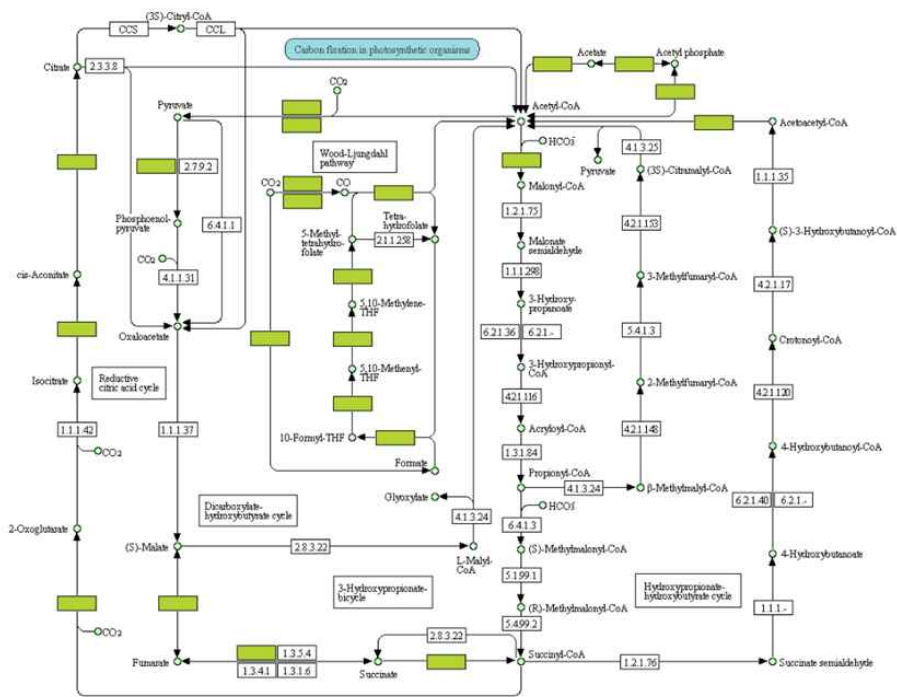 (3S)-Citryl-CoA
CCS
CCL
Carbon fixation in photosynthetic organisms
Citrate
2.3.3.8
Acetate
Acetyl phosphate
CO2
Pyruvate
Acetyl-CoA
Acetoacetyl-CoA
HCO3-
4.1.3.25
Wood-Ljungdahl
pathway
2.7.9.2
Pyruvate
(3S)-Citramalyl-CoA
1.1.1.35
CO2
CO
Malonyl-CoA
1.2.1.75
Phosphoenol-
pyruvate
6.4.1.1
Tetra-
hydrofolate
5-Methyl-
tetrahydro-
folate
2.1.1.258
4.2.1.153
(S)-3-Hydroxybutanoyl-CoA
Malonate
semialdehyde
CO2
1.1.1.298
cis-Aconitate
4.1.1.31
3-Methylfumaryl-CoA
4.2.1.17
5,10-Methylene-
THF
3-Hydroxy-
propanoate
Oxaloacetate
6.2.1.36
6.2.1.-
5.4.1.3
Crotonoyl-CoA
Reductive
citric acid cycle
5,10-Methenyl-
THF
3-Hydroxypropionyl-
CoA
Isocitrate
2-Methylfumaryl-CoA
4.2.1.116
4.2.1.120
1.1.1.42
1.1.1.37
10-Formyl-THF
Acryloyl-CoA
4.2.1.148
CO2
1.3.1.84
4-Hydroxybutanoyl-CoA
Formate
Propionyl-CoA
4.1.3.24
β-Methylmalyl-CoA
Glyoxylate
HCO3-
6.2.1.40
6.2.1.-
Dicarboxylate-
hydroxybutyrate cycle
4.1.3.24
6.4.1.3
2-Oxoglutarate
(S)-Malate
2.8.3.22
L-Malyl-
CoA
(S)-Methylmalonyl-CoA
4-Hydroxybutanoate
5.1.99.1
3-Hydroxypropionate-
bicycle
Hydroxypropionate-
hydroxybutyrate cycle
(R)-Methylmalonyl-CoA
1.1.1.-
5.4.99.2
CO2
2.8.3.22
1.3.5.4
Fumarate
1.3.4.1
1.3.1.6
Succinate
Succinyl-CoA
1.2.1.76
Succinate semialdehyde